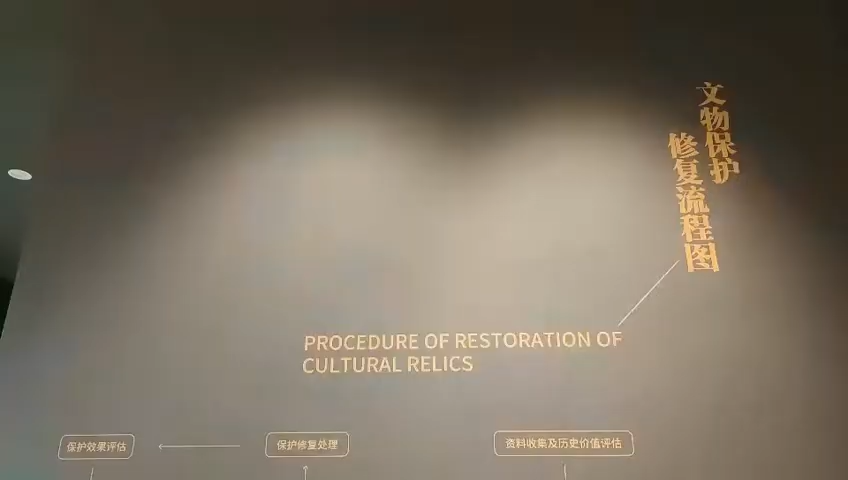 文物保护
修复流程图
PROCEDURE OF RESTORATION OF
CULTURAL RELICS
保护效果评估
保护修复处理
资料收集及历史价值评估